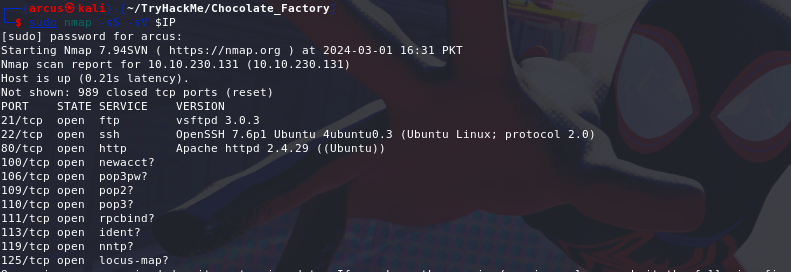 (arcus㉿kali)-[~/TryHackMe/Chocolate_Factory]
$ sudo nmap -sS -sV $IP
[sudo] password for arcus:
Starting Nmap 7.94SVN ( https://nmap.org ) at 2024-03-01 16:31 PKT
Nmap scan report for 10.10.230.131 (10.10.230.131)
Host is up (0.21s latency).
Not shown: 989 closed tcp ports (reset)
PORT    STATE SERVICE    VERSION
21/tcp  open  ftp        vsftpd 3.0.3
22/tcp  open  ssh        OpenSSH 7.6p1 Ubuntu 4ubuntu0.3 (Ubuntu Linux; protocol 2.0)
80/tcp  open  http       Apache httpd 2.4.29 ((Ubuntu))
100/tcp open  newacct?
106/tcp open  pop3pw?
109/tcp open  pop2?
110/tcp open  pop3?
111/tcp open  rpcbind?
113/tcp open  ident?
119/tcp open  nntp?
125/tcp open  locus-map?